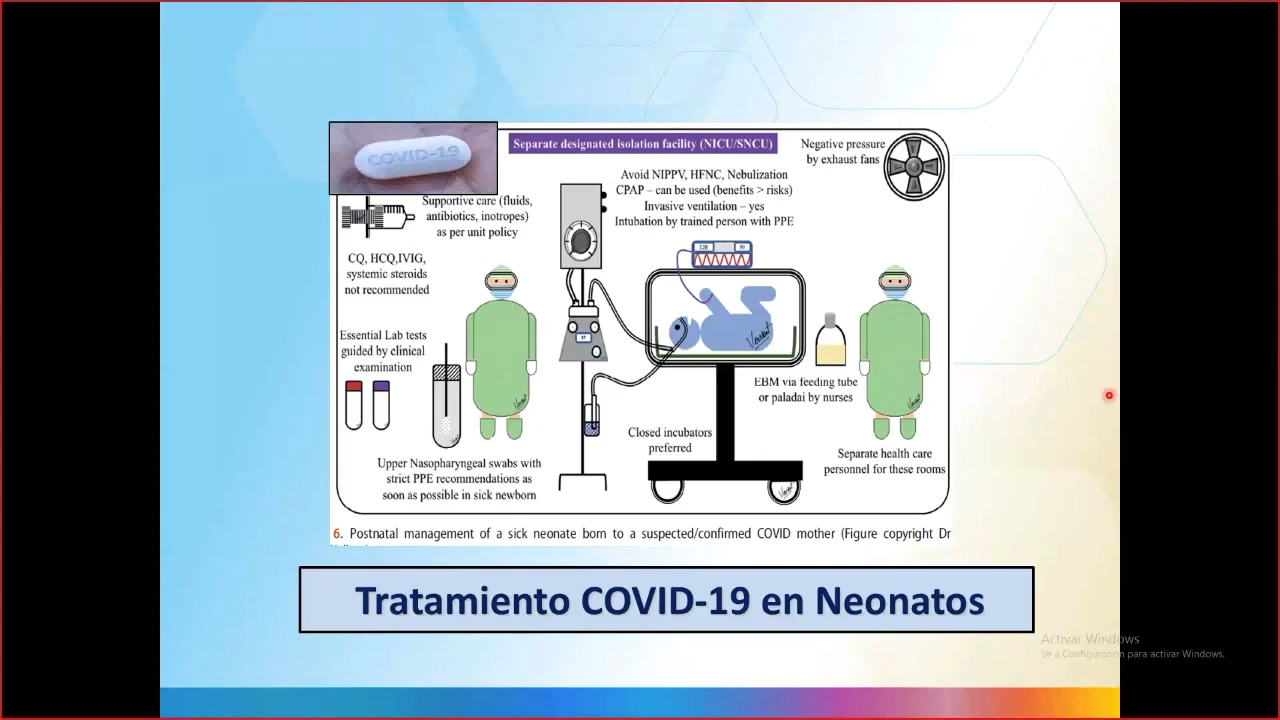 COVID-19
Separate designated isolation facility (NICU/SNCU)
Negative pressure
by exhaust fans
Avoid NIPPV, HFNC, Nebulization
CPAP – can be used (benefits > risks)
Invasive ventilation – yes
Intubation by trained person with PPE
Supportive care (fluids,
antibiotics, inotropes)
as per unit policy
CQ, HCQ,IVIG,
systemic steroids
not recommended
Essential Lab tests
guided by clinical
examination
EBM via feeding tube
or paladai by nurses
Closed incubators
preferred
Separate health care
personnel for these rooms
Upper Nasopharyngeal swabs with
strict PPE recommendations as
soon as possible in sick newborn
6. Postnatal management of a sick neonate born to a suspected/confirmed COVID mother (Figure copyright Dr
Tratamiento COVID-19 en Neonatos
Activar Windows
Ve a Configuración para activar Windows.